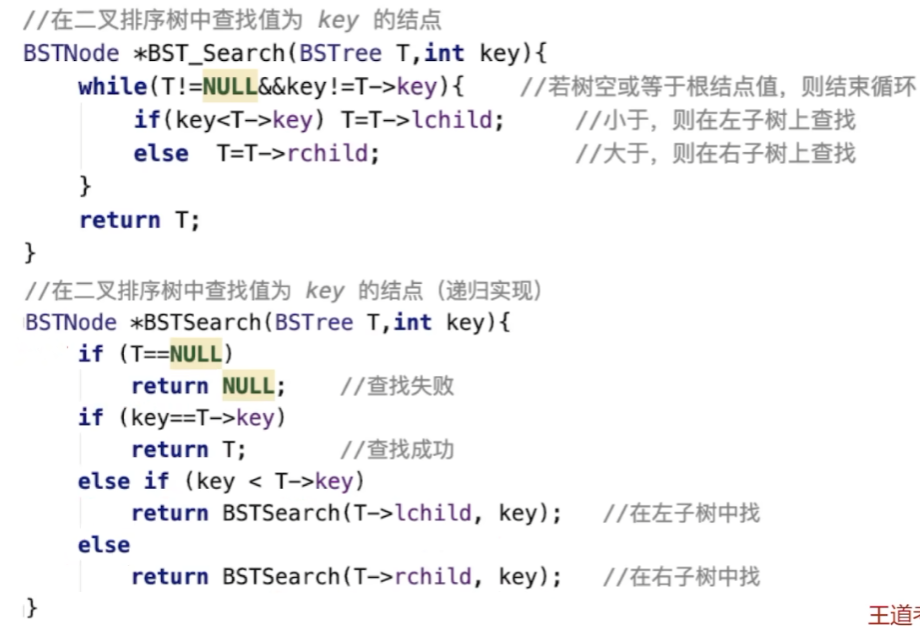 //在二叉排序树中查找值为 key 的结点
BSTNode *BST_Search(BSTree T,int key){
    while(T!=NULL&&key!=T->key){    //若树空或等于根结点值，则结束循环
        if(key<T->key) T=T->lchild;    //小于，则在左子树上查找
        else  T=T->rchild;    //大于，则在右子树上查找
    }
    return T;
}
//在二叉排序树中查找值为 key 的结点（递归实现）
BSTNode *BSTSearch(BSTree T,int key){
    if (T==NULL)
        return NULL;    //查找失败
    if (key==T->key)
        return T;    //查找成功
    else if (key < T->key)
        return BSTSearch(T->lchild, key);    //在左子树中找
    else
        return BSTSearch(T->rchild, key);    //在右子树中找
}
王道